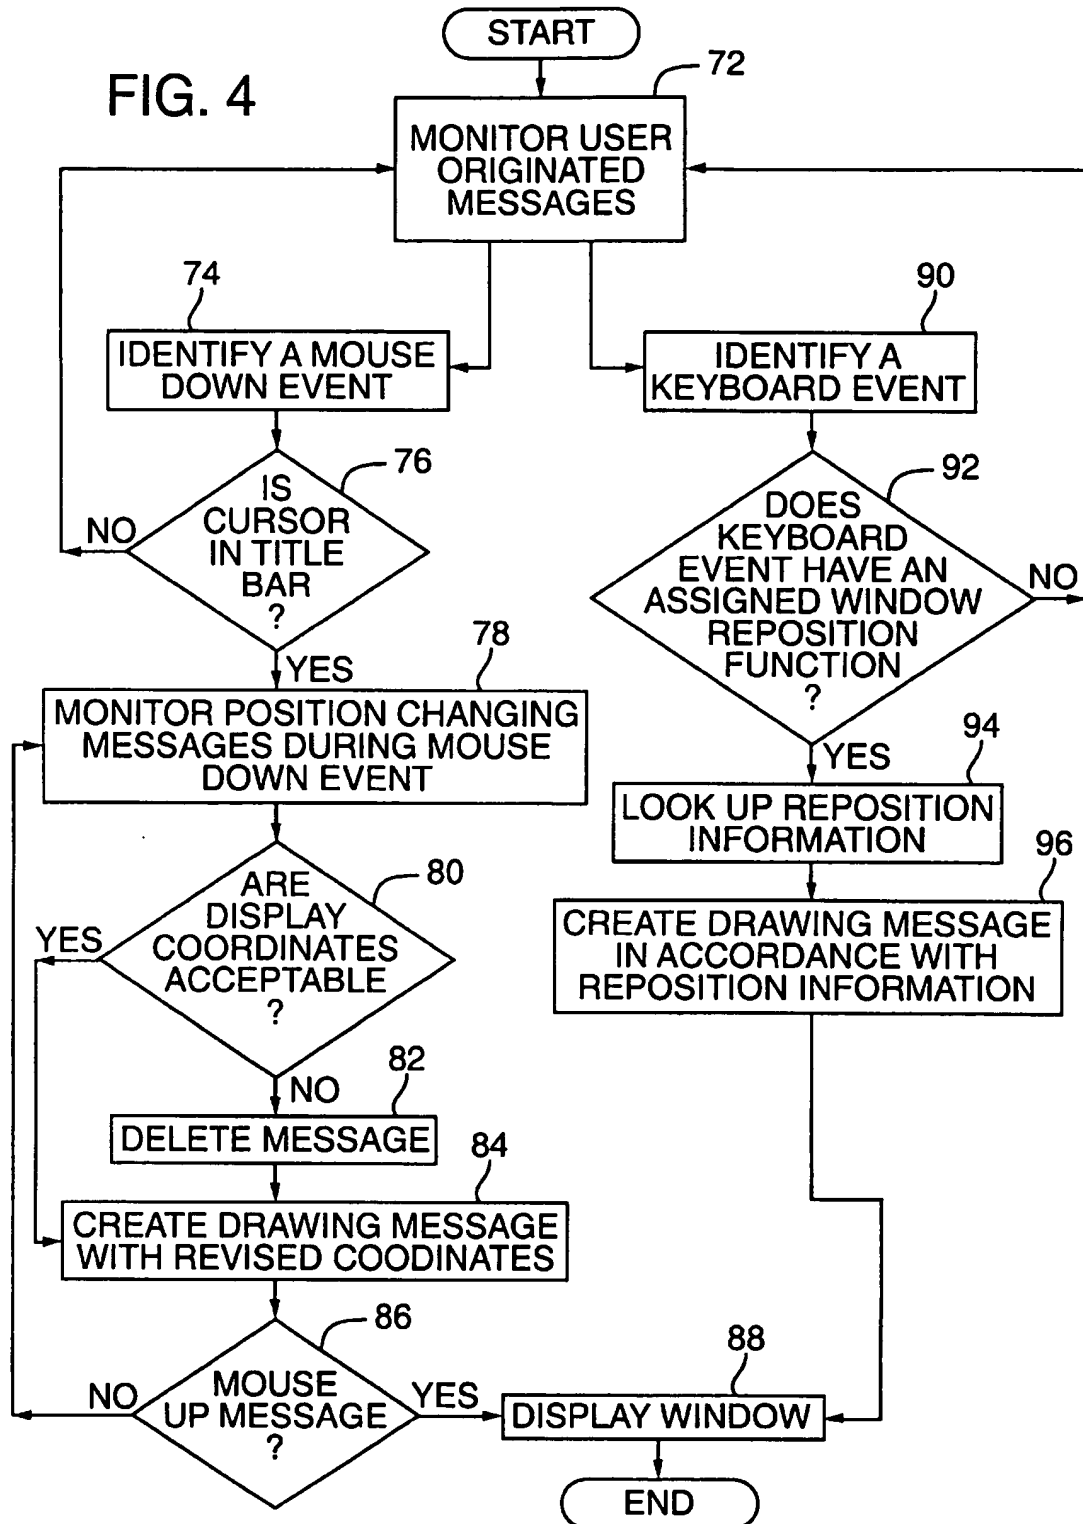 START
FIG. 4
72
MONITOR USER
ORIGINATED
MESSAGES
74
IDENTIFY A MOUSE
DOWN EVENT
90
IDENTIFY A
KEYBOARD EVENT
76
IS
CURSOR
IN TITLE
BAR
?
NO
YES
92
DOES
KEYBOARD
EVENT HAVE AN
ASSIGNED WINDOW
REPOSITION
FUNCTION
?
NO
YES
78
MONITOR POSITION CHANGING
MESSAGES DURING MOUSE
DOWN EVENT
94
LOOK UP REPOSITION
INFORMATION
80
ARE
DISPLAY
COORDINATES
ACCEPTABLE
?
YES
NO
96
CREATE DRAWING MESSAGE
IN ACCORDANCE WITH
REPOSITION INFORMATION
82
DELETE MESSAGE
84
CREATE DRAWING MESSAGE
WITH REVISED COODINATES
86
MOUSE
UP MESSAGE
?
NO
YES
88
DISPLAY WINDOW
END